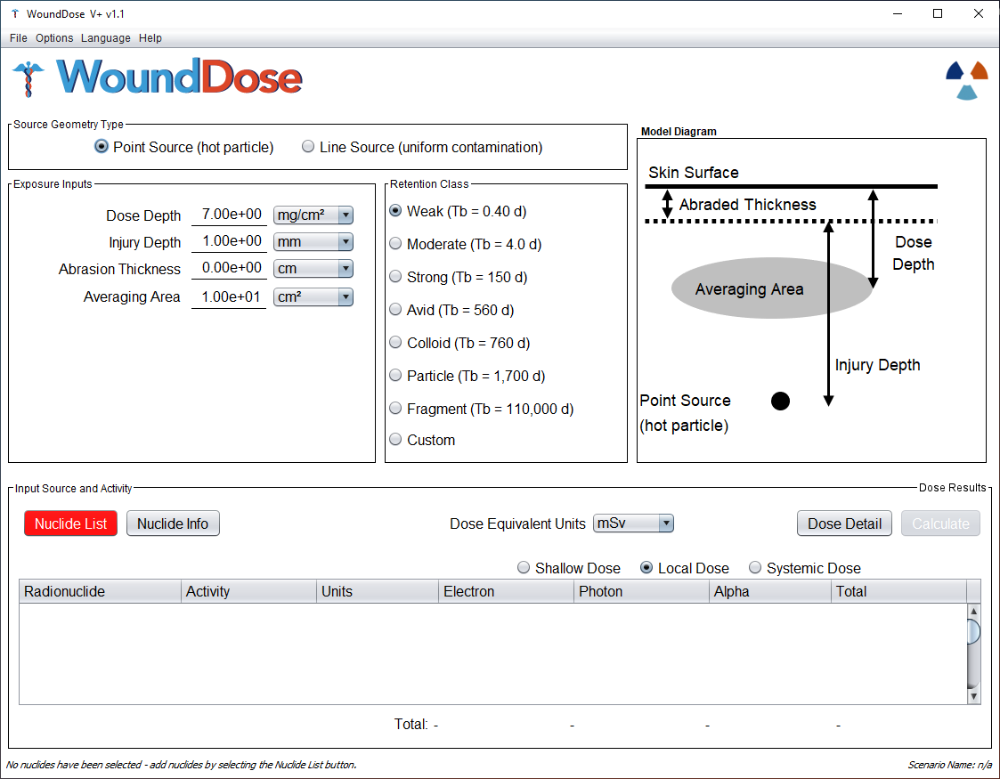 WoundDose V+ v1.1
File Options Language Help
WoundDose
Source Geometry Type
Point Source (hot particle) Line Source (uniform contamination)
Exposure Inputs
Dose Depth 7.00e+00 mg/cm²
Injury Depth 1.00e+00 mm
Abrasion Thickness 0.00e+00 cm
Averaging Area 1.00e+01 cm²
Retention Class
Weak (Tb = 0.40 d)
Moderate (Tb = 4.0 d)
Strong (Tb = 150 d)
Avid (Tb = 560 d)
Colloid (Tb = 760 d)
Particle (Tb = 1,700 d)
Fragment (Tb = 110,000 d)
Custom
Model Diagram
Skin Surface
Abraded Thickness
Dose
Depth
Averaging Area
Injury Depth
Point Source
(hot particle)
Input Source and Activity Dose Results
Nuclide List Nuclide Info Dose Equivalent Units mSv Dose Detail Calculate
Shallow Dose Local Dose Systemic Dose
Radionuclide Activity Units Electron Photon Alpha Total
Total: - - - -
No nuclides have been selected - add nuclides by selecting the Nuclide List button. Scenario Name: n/a